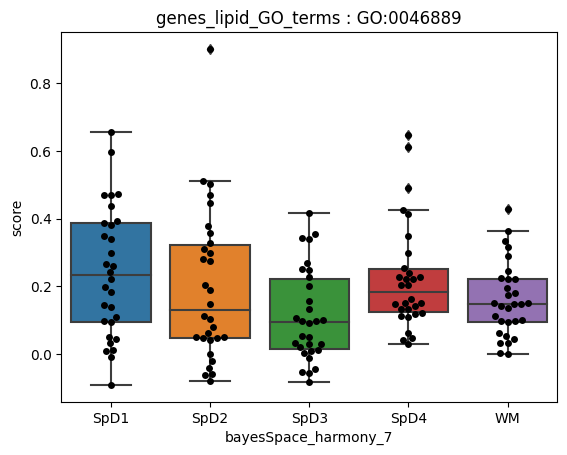 genes_lipid_GO_terms : GO:0046889
0.8
0.6
0.4
0.2
0.0
score
SpD1 SpD2 SpD3 SpD4 WM
bayesSpace_harmony_7